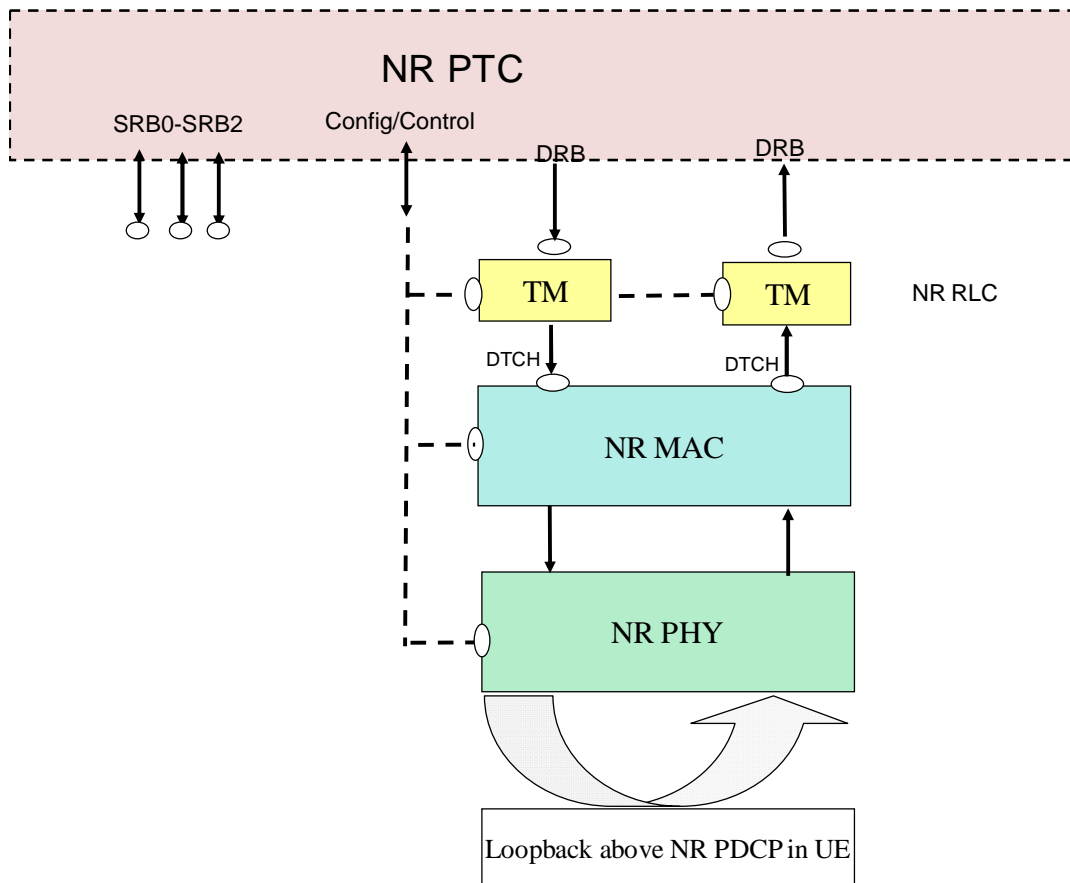 NR PTC
SRB0-SRB2
Config/Control
DRB
DRB
TM
TM
NR RLC
DTCH
DTCH
NR MAC
NR PHY
Loopback above NR PDCP in UE